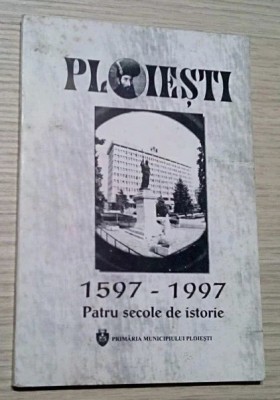 PLOIEȘTI
1597 - 1997
Patru secole de istorie
PRIMĂRIA MUNICIPIULUI PLOIEȘTI